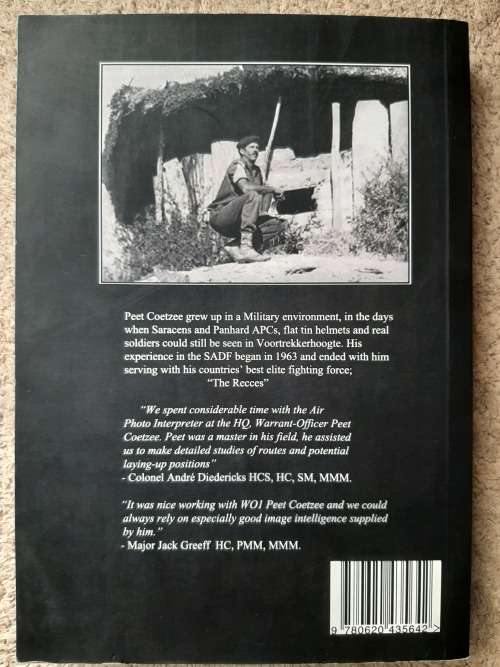 Peet Coetzee grew up in a Military environment, in the days
when Saracens and Panhard APCs, flat tin helmets and real
soldiers could still be seen in Voortrekkerhoogte. His
experience in the SADF began in 1963 and ended with him
serving with his countries' best elite fighting force;
"The Recces"
"We spent considerable time with the Air
Photo Interpreter at the HQ, Warrant-Officer Peet
Coetzee. Peet was a master in his field, he assisted
us to make detailed studies of routes and potential
laying-up positions"
- Colonel André Diedericks HCS, HC, SM, MMM.
"It was nice working with WO1 Peet Coetzee and we could
always rely on especially good image intelligence supplied
by him."
- Major Jack Greeff HC, PMM, MMM.
9 780620 435642 >